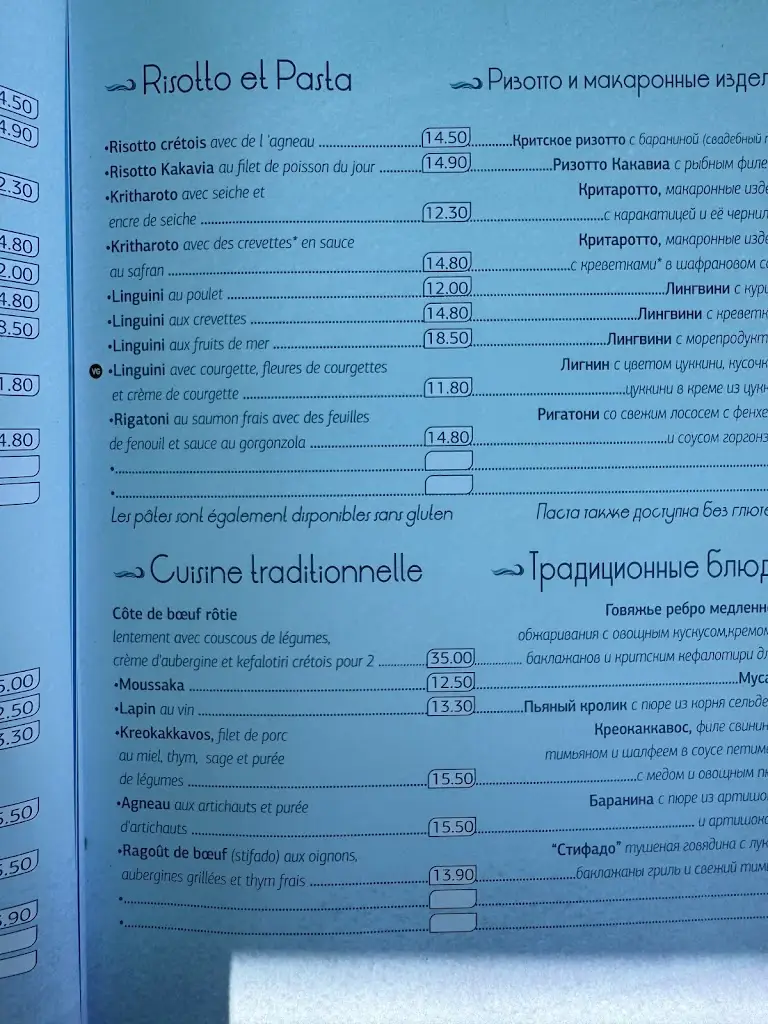 4.50
4.90
2.30
4.80
2.00
4.80
8.50
1.80
4.80
5.00
2.50
3.30
5.50
5.50
5.90
Risotto et Pasta
•Risotto crétois avec de l 'agneau 14.50
•Risotto Kakavia au filet de poisson du jour 14.90
•Kritharoto avec seiche et
encre de seiche 12.30
•Kritharoto avec des crevettes* en sauce
au safran 14.80
•Linguini au poulet 12.00
•Linguini aux crevettes 14.80
•Linguini aux fruits de mer 18.50
VG •Linguini avec courgette, fleures de courgettes
et crème de courgette 11.80
•Rigatoni au saumon frais avec des feuilles
de fenouil et sauce au gorgonzola 14.80
Les pâtes sont également disponibles sans gluten
Cuisine traditionnelle
Côte de bœuf rôtie
lentement avec couscous de légumes,
crème d'aubergine et kefalotiri crétois pour 2 35.00
•Moussaka 12.50
•Lapin au vin 13.30
•Kreokakkavos, filet de porc
au miel, thym, sage et purée
de légumes 15.50
•Agneau aux artichauts et purée
d'artichauts 15.50
•Ragoût de bœuf (stifado) aux oignons,
aubergines grillées et thym frais 13.90
Ризотто и макаронные издел
Критское ризотто с бараниной (свадебный
Ризотто Какавиа с рыбным филе
Критаротто, макаронные изде
с каракатицей и её чернил
Критаротто, макаронные изде
с креветками* в шафрановом со
Лингвини с кури
Лингвини с креветк
Лингвини с морепродукт
Лигнин с цветом цуккини, кусочк
цуккини в креме из цукк
Ригатони со свежим лососем с фенхе
и соусом горгонз
Паста также доступна без глюте
Традиционные блюд
Говяжье ребро медленн
обжаривания с овощным кускусом,кремом
баклажанов и критским кефалотири дл
Муса
Пьяный кролик с пюре из корня сельде
Креокаккавос, филе свинин
тимьяном и шалфеем в соусе петиме
с медом и овощным пю
Баранина с пюре из артишо
и артишоко
"Стифадо" тушеная говядина с лук
баклажаны гриль и свежий тим